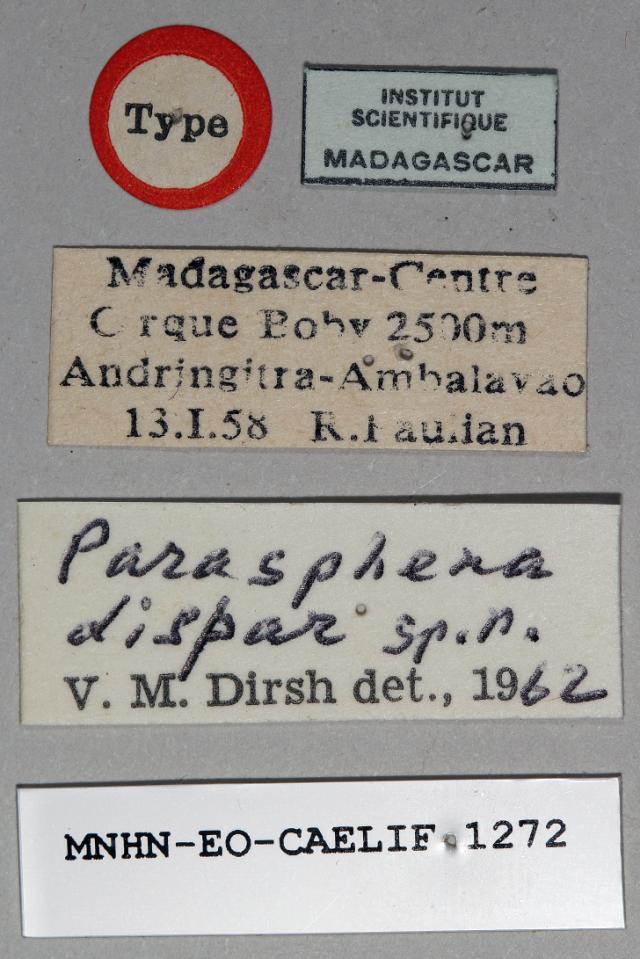 Type
INSTITUT
SCIENTIFIQUE
MADAGASCAR
Madagascar-Centre
Cirque Boby 2500m
Andringitra-Ambalavao
13.I.58 R.Paulian
Parasphena
dispar sp.n.
V. M. Dirsh det., 1962
MNHN-EO-CAELIF 1272